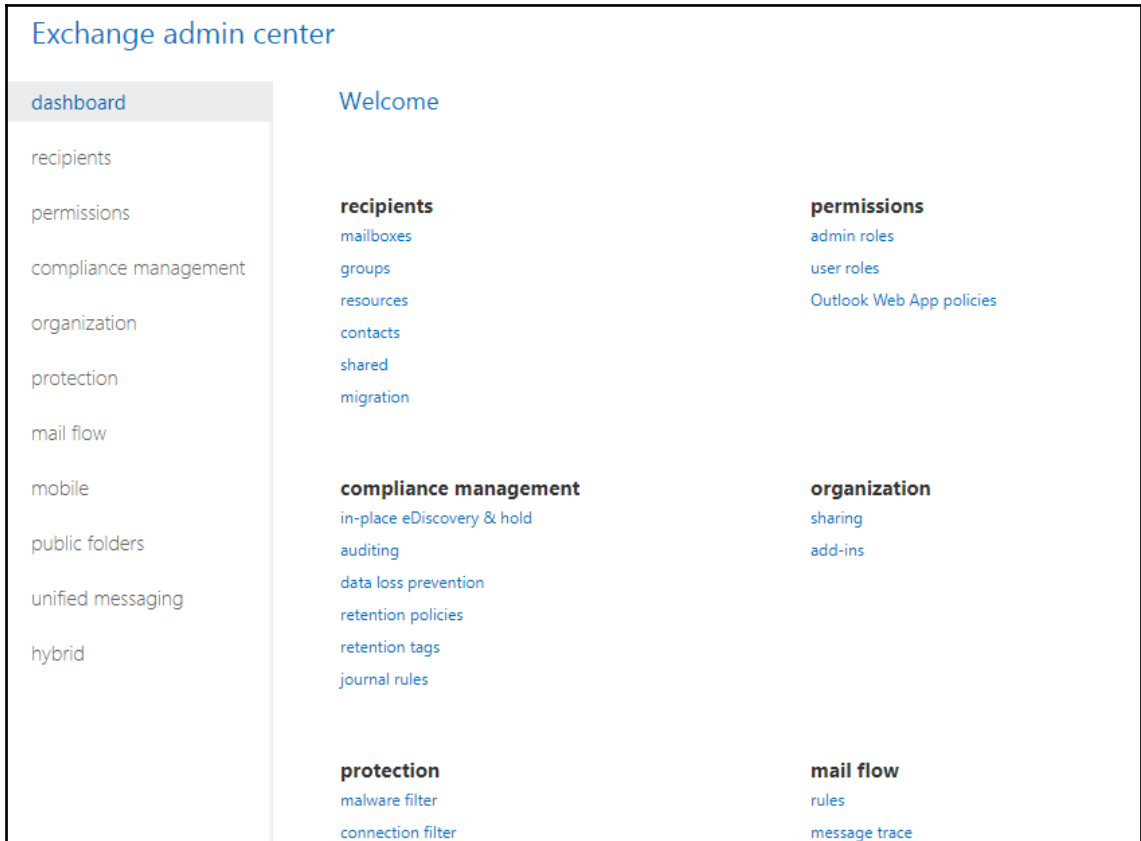 Exchange admin center
dashboard
recipients
permissions
compliance management
organization
protection
mail flow
mobile
public folders
unified messaging
hybrid
Welcome
recipients
mailboxes
groups
resources
contacts
shared
migration
permissions
admin roles
user roles
Outlook Web App policies
compliance management
in-place eDiscovery & hold
auditing
data loss prevention
retention policies
retention tags
journal rules
organization
sharing
add-ins
protection
malware filter
connection filter
mail flow
rules
message trace